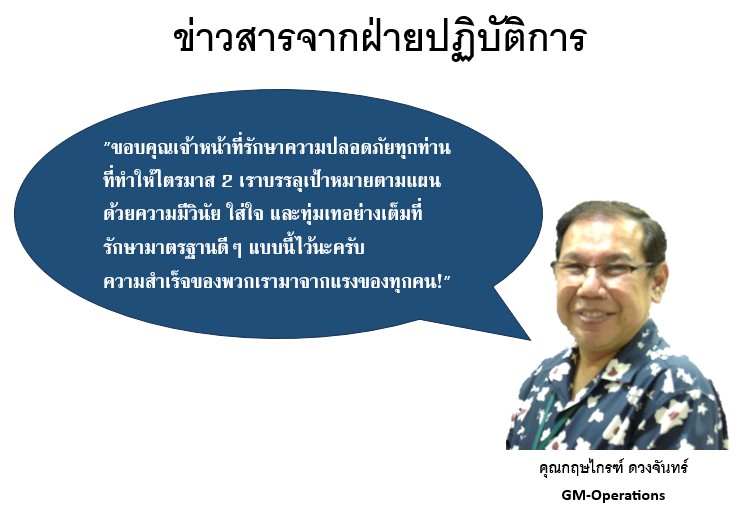 ข่าวสารจากฝ่ายปฏิบัติการ
"ขอบคุณเจ้าหน้าที่รักษาความปลอดภัยทุกท่าน
ที่ทำให้ไตรมาส 2 เราบรรลุเป้าหมายตามแผน
ด้วยความมีวินัย ใส่ใจ และทุ่มเทอย่างเต็มที่
รักษามาตรฐานดี ๆ แบบนี้ไว้นะครับ
ความสำเร็จของพวกเรามาจากแรงของทุกคน!"
คุณกฤษไกรฑ์ ดวงจันทร์
GM-Operations